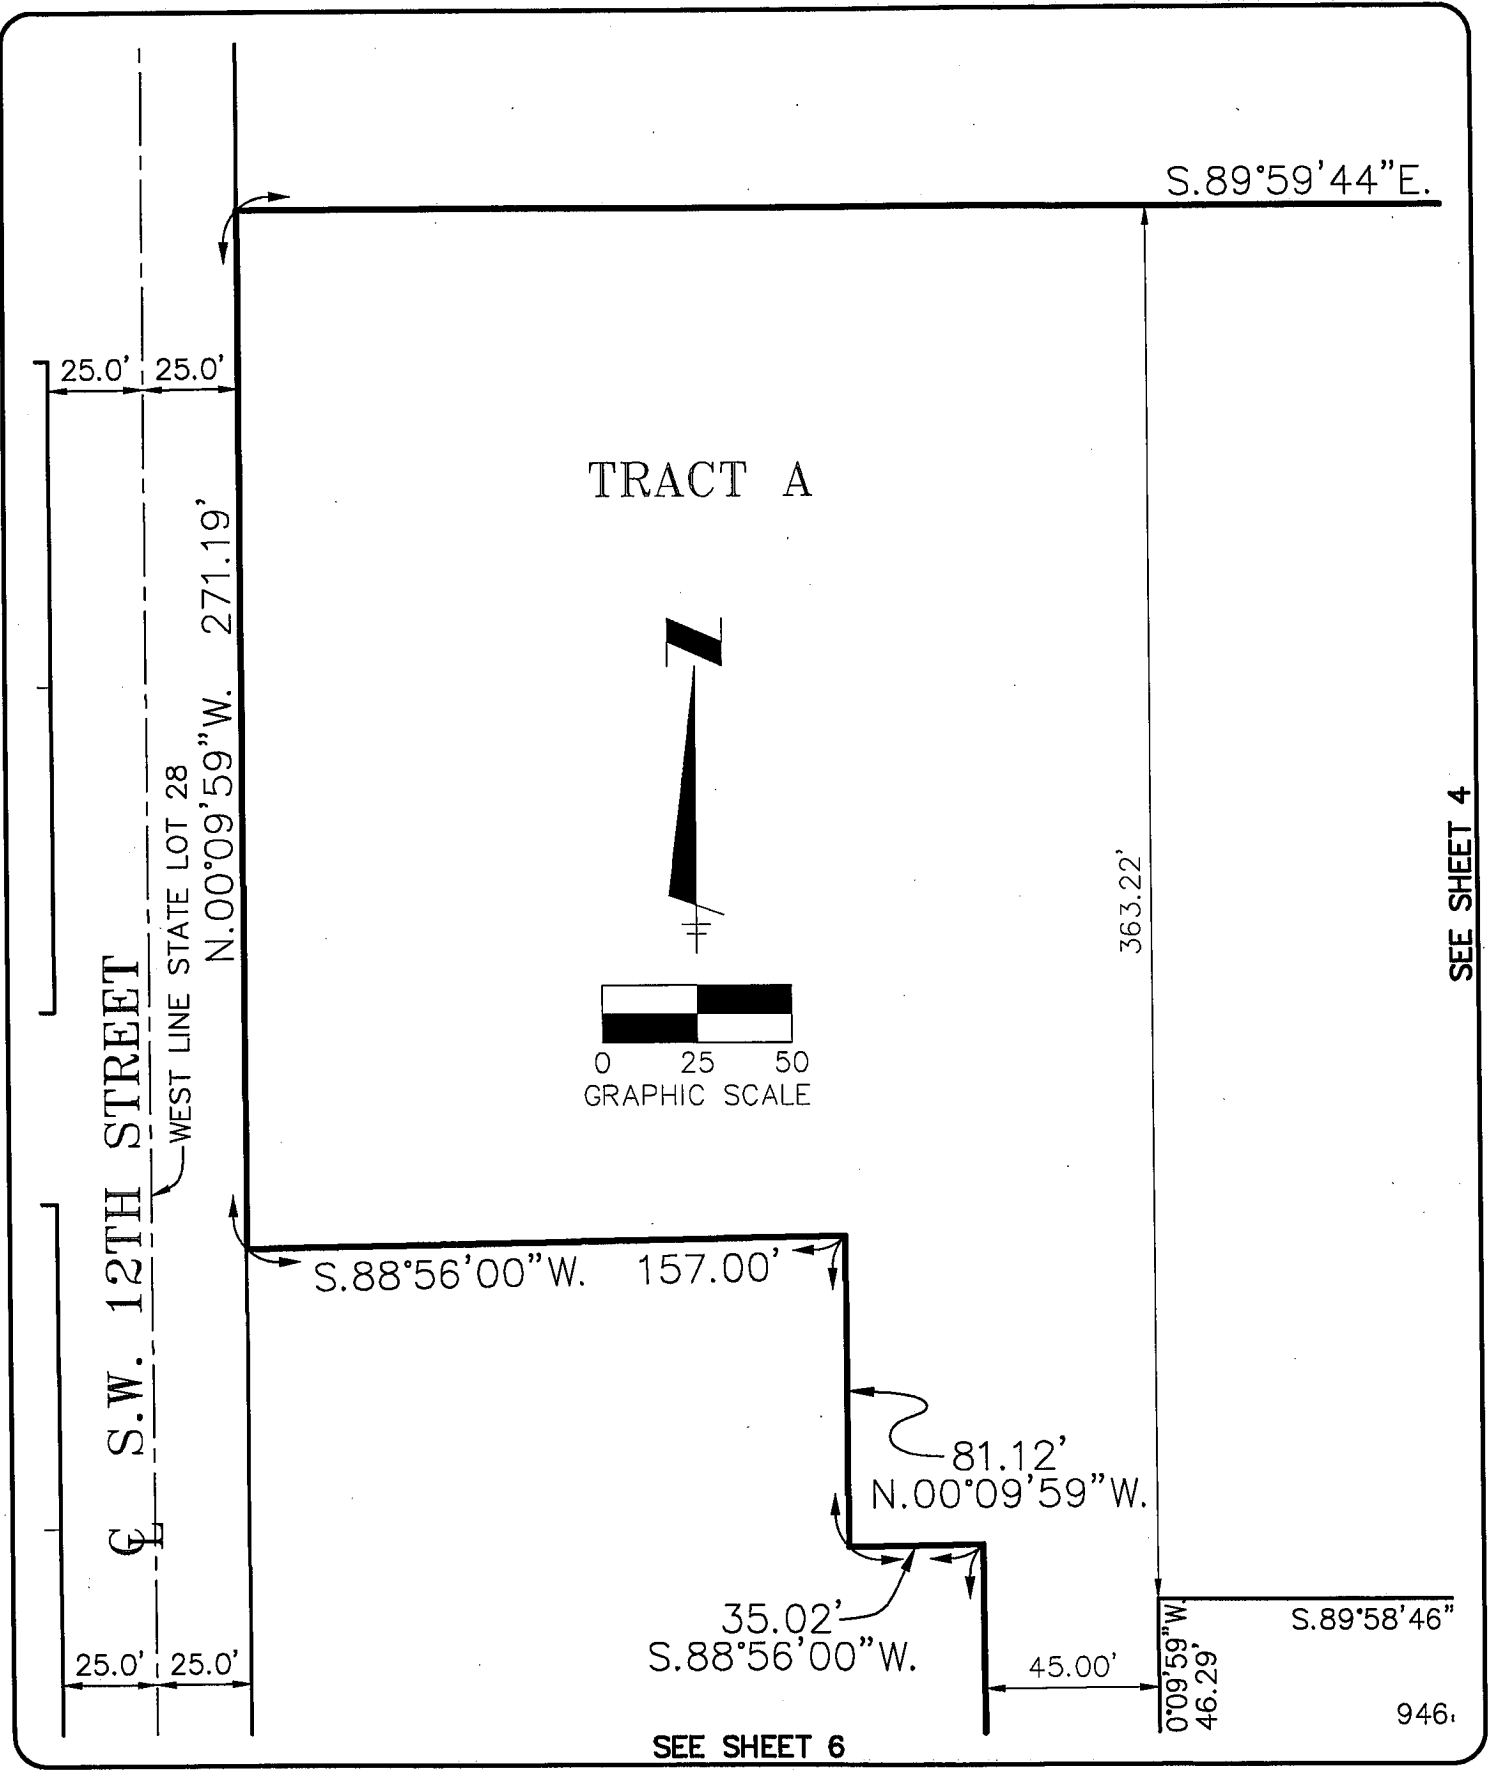 S.89°59'44"E.
25.0' 25.0'
TRACT A
N.00°09'59"W. 271.19'
WEST LINE STATE LOT 28
363.22'
SEE SHEET 4
0 25 50
GRAPHIC SCALE
℄ S.W. 12TH STREET
S.88°56'00"W. 157.00'
81.12'
N.00°09'59"W.
35.02'
S.88°56'00"W.
25.0' 25.0'
45.00'
0°09'59"W.
46.29'
S.89°58'46"
946
SEE SHEET 6